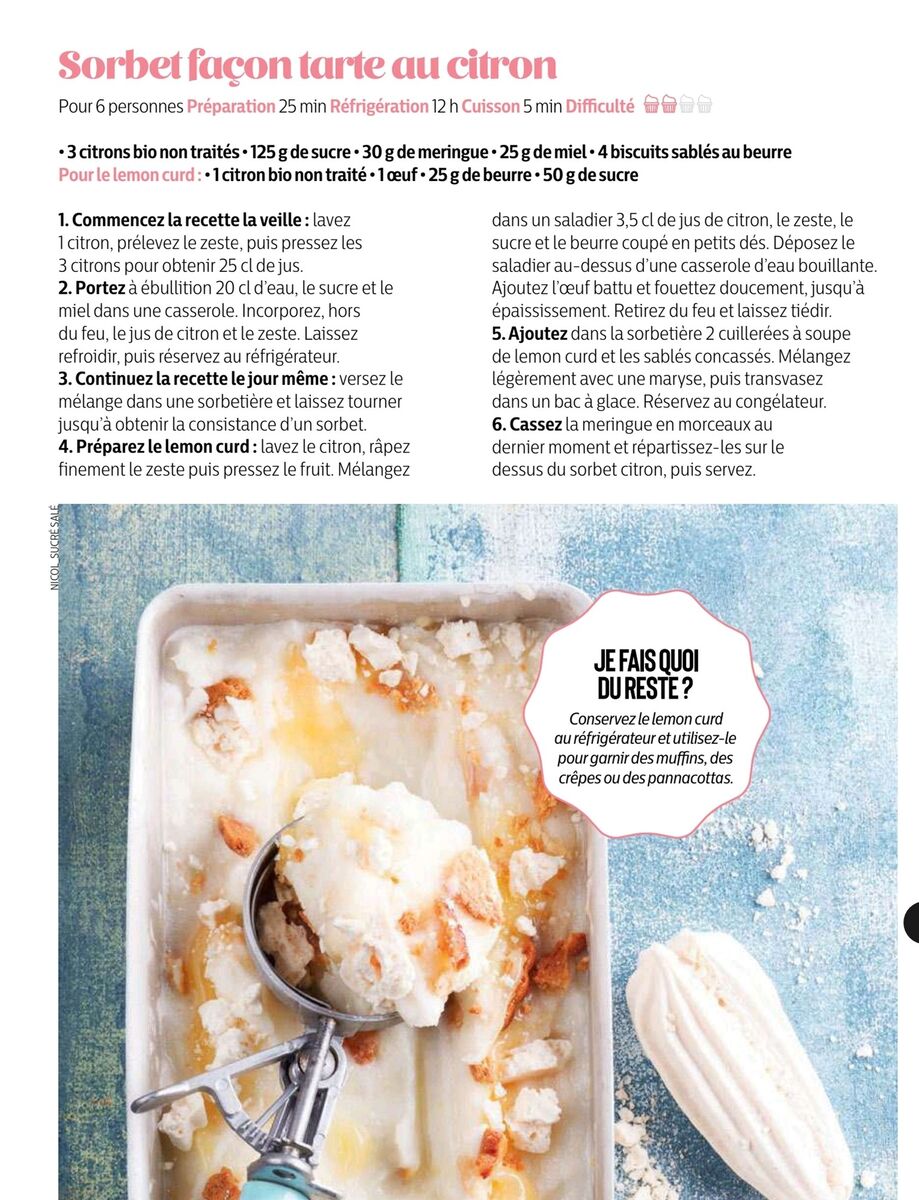 Sorbet façon tarte au citron
Pour 6 personnes Préparation 25 min Réfrigération 12 h Cuisson 5 min Difficulté
• 3 citrons bio non traités • 125 g de sucre • 30 g de meringue • 25 g de miel • 4 biscuits sablés au beurre
Pour le lemon curd : • 1 citron bio non traité • 1 œuf • 25 g de beurre • 50 g de sucre
1. Commencez la recette la veille : lavez
1 citron, prélevez le zeste, puis pressez les
3 citrons pour obtenir 25 cl de jus.
2. Portez à ébullition 20 cl d’eau, le sucre et le
miel dans une casserole. Incorporez, hors
du feu, le jus de citron et le zeste. Laissez
refroidir, puis réservez au réfrigérateur.
3. Continuez la recette le jour même : versez le
mélange dans une sorbetière et laissez tourner
jusqu’à obtenir la consistance d’un sorbet.
4. Préparez le lemon curd : lavez le citron, râpez
finement le zeste puis pressez le fruit. Mélangez
dans un saladier 3,5 cl de jus de citron, le zeste, le
sucre et le beurre coupé en petits dés. Déposez le
saladier au-dessus d’une casserole d’eau bouillante.
Ajoutez l’œuf battu et fouettez doucement, jusqu’à
épaississement. Retirez du feu et laissez tiédir.
5. Ajoutez dans la sorbetière 2 cuillerées à soupe
de lemon curd et les sablés concassés. Mélangez
légèrement avec une maryse, puis transvasez
dans un bac à glace. Réservez au congélateur.
6. Cassez la meringue en morceaux au
dernier moment et répartissez-les sur le
dessus du sorbet citron, puis servez.
NICOL_SUCRÉ SALÉ
JE FAIS QUOI
DU RESTE ?
Conservez le lemon curd
au réfrigérateur et utilisez-le
pour garnir des muffins, des
crêpes ou des pannacottas.